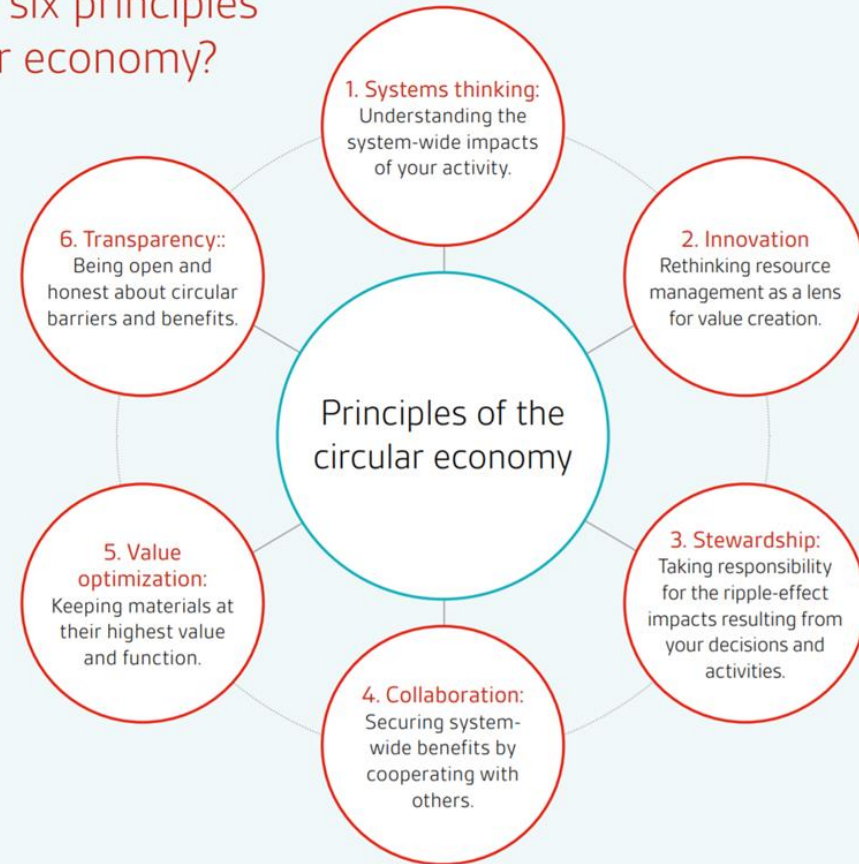 six principles
r economy?
1. Systems thinking:
Understanding the
system-wide impacts
of your activity.
2. Innovation
Rethinking resource
management as a lens
for value creation.
3. Stewardship:
Taking responsibility
for the ripple-effect
impacts resulting from
your decisions and
activities.
4. Collaboration:
Securing system-
wide benefits by
cooperating with
others.
5. Value
optimization:
Keeping materials at
their highest value
and function.
6. Transparency::
Being open and
honest about circular
barriers and benefits.
Principles of the
circular economy